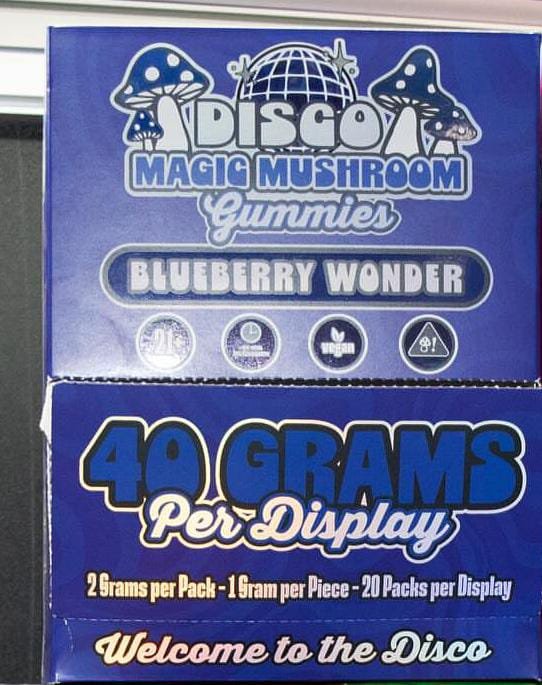 DISCO
MAGIC MUSHROOM
Gummies
BLUEBERRY WONDER
21+
vegan
!
40 GRAMS
Per Display
2 Grams per Pack - 1 Gram per Piece - 20 Packs per Display
Welcome to the Disco